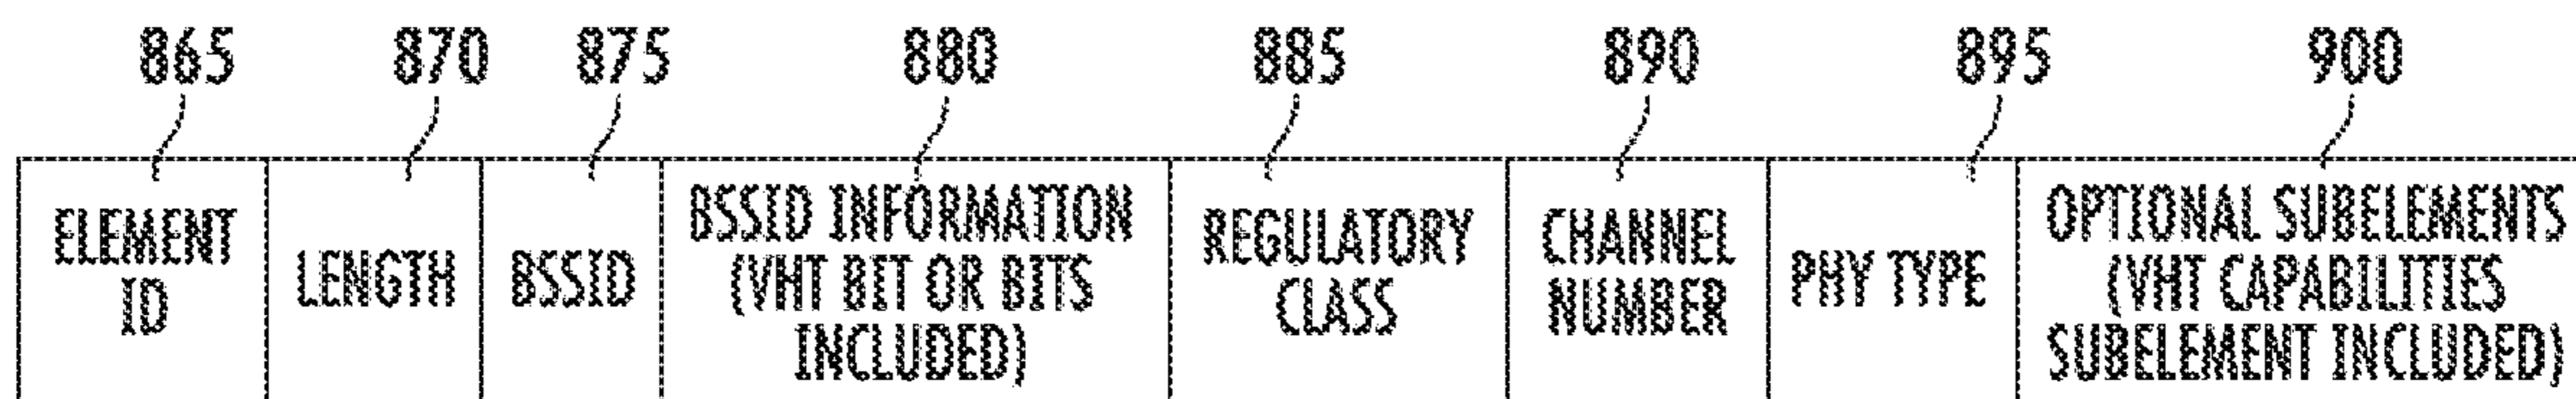 865 870 875 880 885 890 895 900
ELEMENT
ID
LENGTH
BSSID
BSSID INFORMATION
(VHT BIT OR BITS
INCLUDED)
REGULATORY
CLASS
CHANNEL
NUMBER
PHY TYPE
OPTIONAL SUBELEMENTS
(VHT CAPABILITIES
SUBELEMENT INCLUDED)